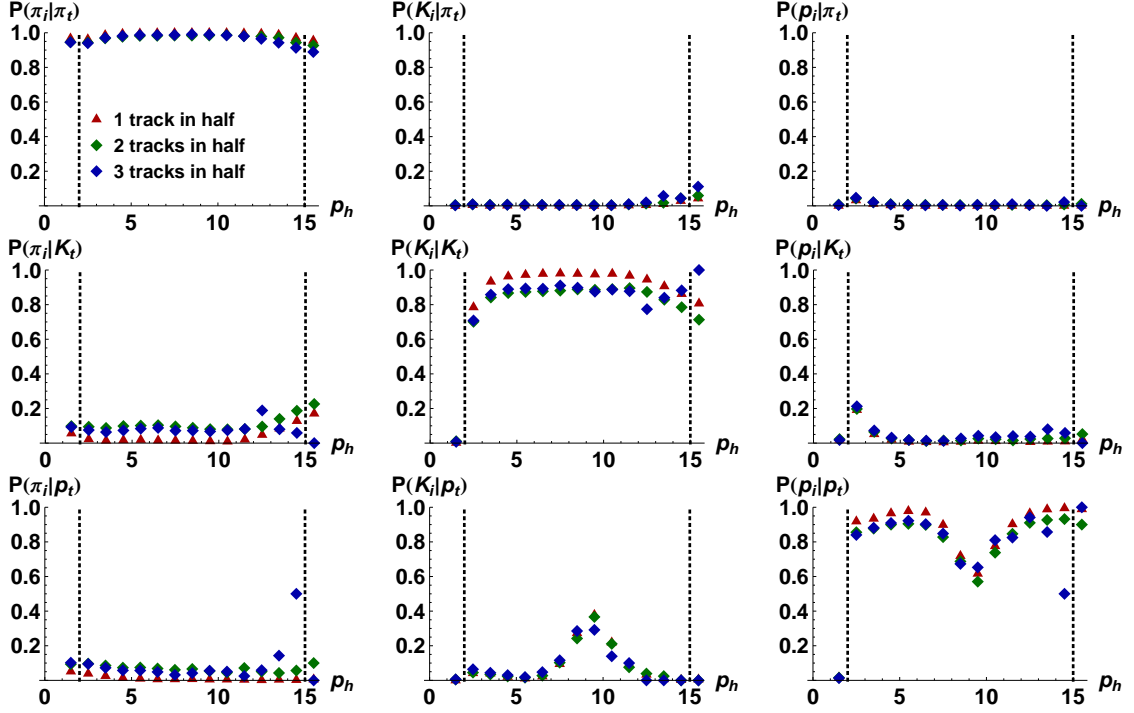 P(πi|πt) P(Ki|πt) P(pi|πt)
1.0 1.0 1.0
0.8 0.8 0.8
▲ 1 track in half
0.6 0.6 0.6
◆ 2 tracks in half
0.4 0.4 0.4
◆ 3 tracks in half
0.2 0.2 0.2
0 5 10 15 ph 0 5 10 15 ph 0 5 10 15 ph
P(πi|Kt) P(Ki|Kt) P(pi|Kt)
1.0 1.0 1.0
0.8 0.8 0.8
0.6 0.6 0.6
0.4 0.4 0.4
0.2 0.2 0.2
0 5 10 15 ph 0 5 10 15 ph 0 5 10 15 ph
P(πi|pt) P(Ki|pt) P(pi|pt)
1.0 1.0 1.0
0.8 0.8 0.8
0.6 0.6 0.6
0.4 0.4 0.4
0.2 0.2 0.2
0 5 10 15 ph 0 5 10 15 ph 0 5 10 15 ph